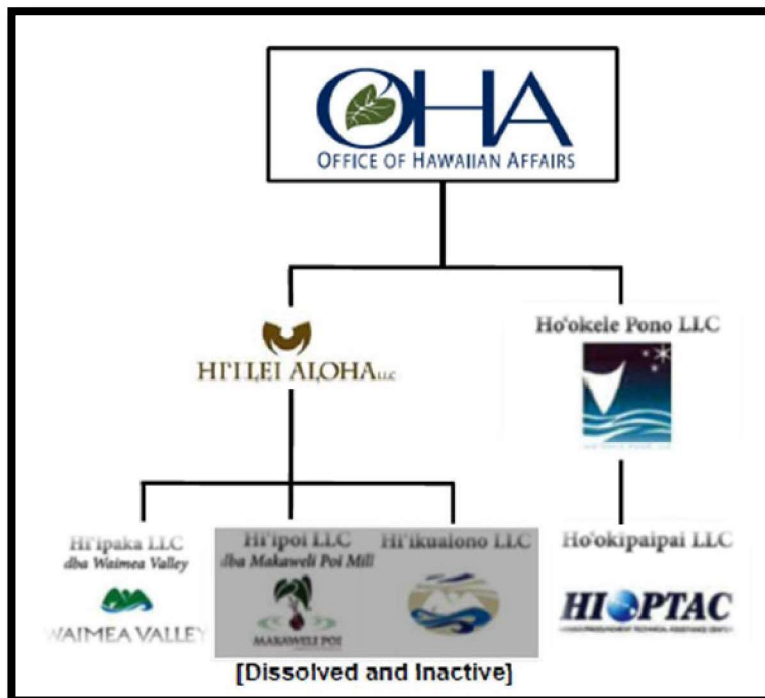 OHA
OFFICE OF HAWAIIAN AFFAIRS
HI'ILEI ALOHA LLC
Ho'okele Pono LLC
Hi'ipaka LLC
dba Waimea Valley
WAIMEA VALLEY
Hi'ipoi LLC
dba Makaweli Poi Mill
MAKAWELI POI
Hi'ikualono LLC
[Dissolved and Inactive]
Ho'okipaipai LLC
HI PTAC